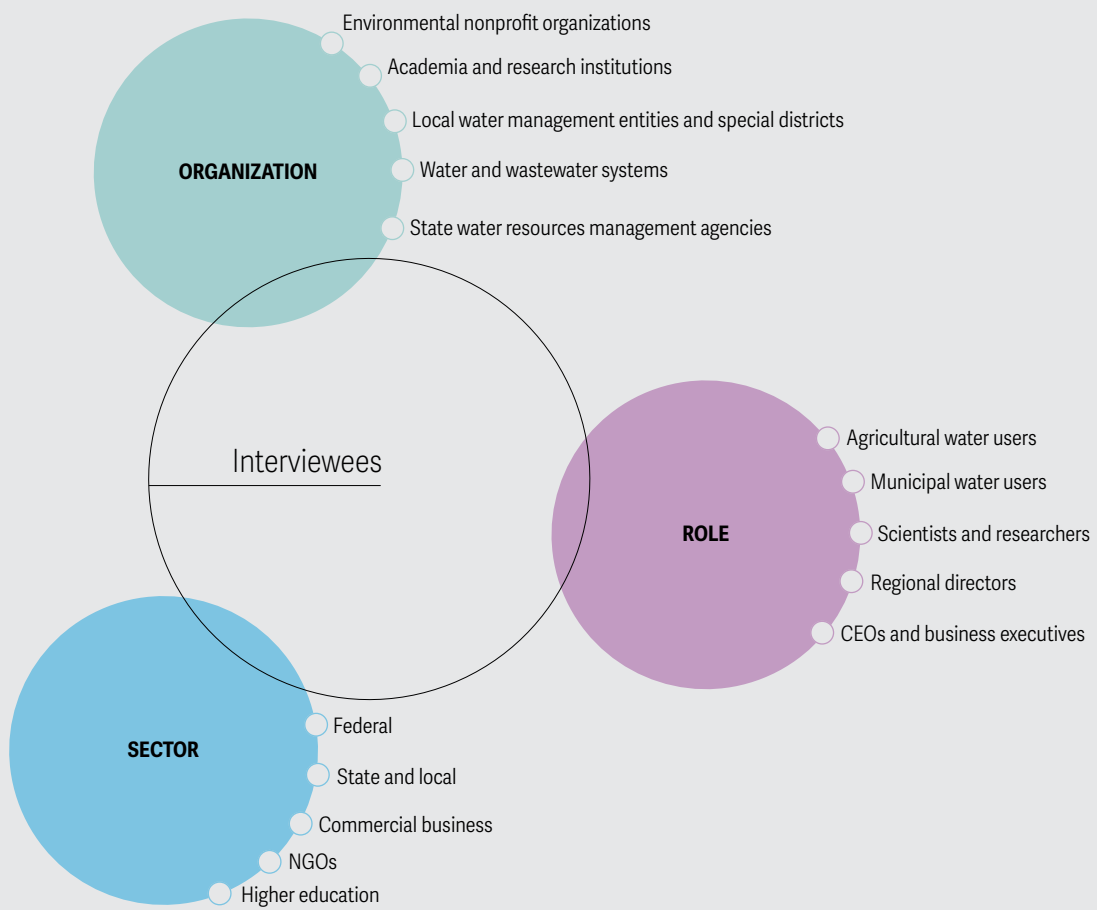 Environmental nonprofit organizations
Academia and research institutions
Local water management entities and special districts
ORGANIZATION
Water and wastewater systems
State water resources management agencies
Interviewees
Agricultural water users
Municipal water users
ROLE
Scientists and researchers
Regional directors
CEOs and business executives
Federal
SECTOR
State and local
Commercial business
NGOs
Higher education